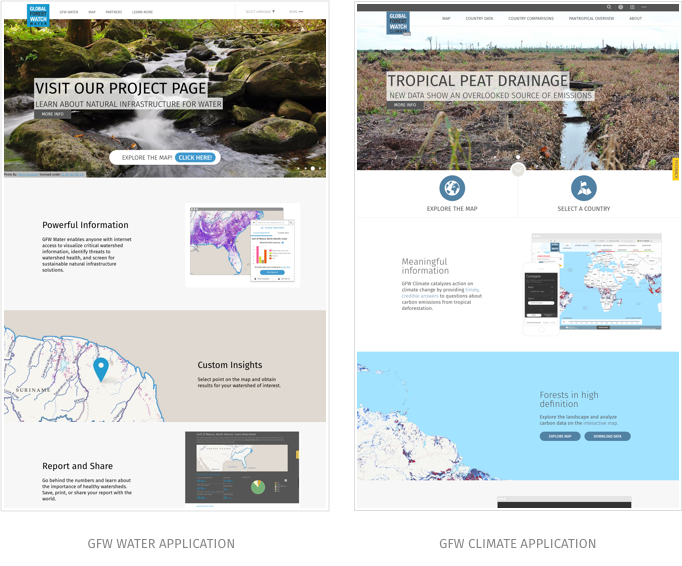 GLOBAL
FOREST
WATCH
WATER
GFW WATER
MAP
PARTNERS
LEARN MORE
SELECT LANGUAGE
MORE
VISIT OUR PROJECT PAGE
LEARN ABOUT NATURAL INFRASTRUCTURE FOR WATER
MORE INFO
EXPLORE THE MAP!
CLICK HERE!
Powerful Information
GFW Water enables anyone with internet
access to visualize critical watershed
information, identify threats to
watershed health, and screen for
sustainable natural infrastructure
solutions.
SURINAME
Custom Insights
Select point on the map and obtain
results for your watershed of interest.
Report and Share
Go behind the numbers and learn about
the importance of healthy watersheds.
Save, print, or share your report with the
world.
GFW WATER APPLICATION
GLOBAL
FOREST
WATCH
MAP
COUNTRY DATA
COUNTRY COMPARISONS
PANTROPICAL OVERVIEW
ABOUT
TROPICAL PEAT DRAINAGE
NEW DATA SHOW AN OVERLOOKED SOURCE OF EMISSIONS
MORE INFO
EXPLORE THE MAP
SELECT A COUNTRY
Meaningful
information
GFW Climate catalyzes action on
climate change by providing timely,
credible answers to questions about
carbon emissions from tropical
deforestation.
Forests in high
definition
Explore the landscape and analyze
carbon data on the interactive map.
EXPLORE MAP
DOWNLOAD DATA
GFW CLIMATE APPLICATION